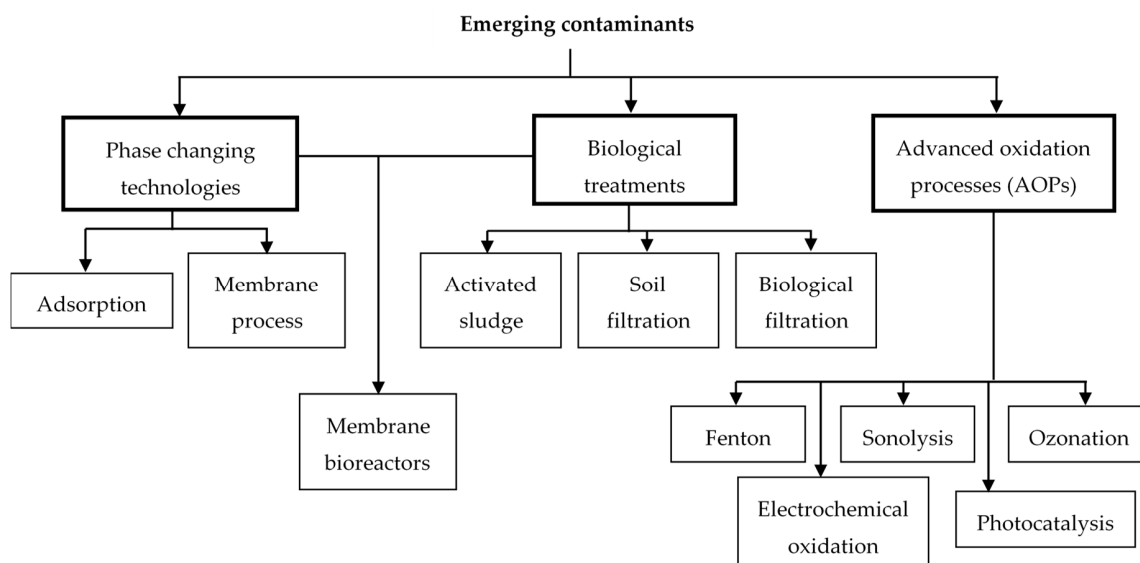 Emerging contaminants
Phase changing
technologies
Biological
treatments
Advanced oxidation
processes (AOPs)
Adsorption
Membrane
process
Activated
sludge
Soil
filtration
Biological
filtration
Membrane
bioreactors
Fenton
Sonolysis
Ozonation
Electrochemical
oxidation
Photocatalysis